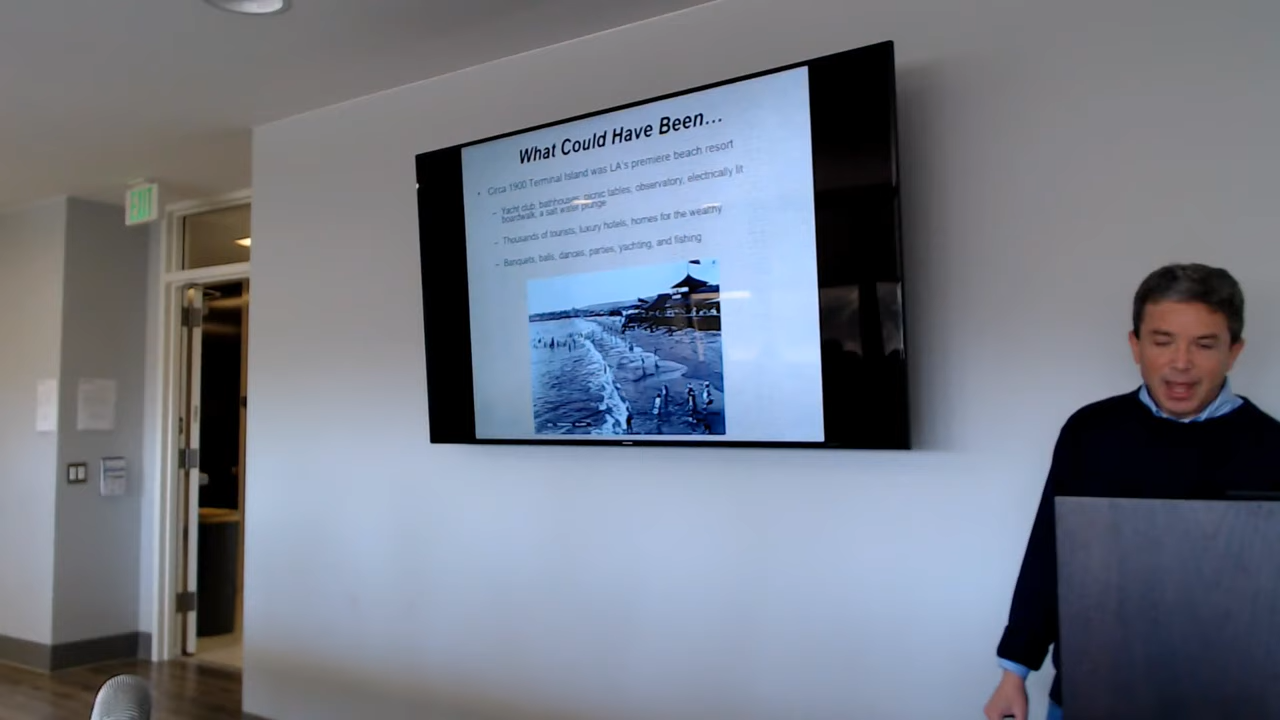 EXIT
What Could Have Been...
• Circa 1900 Terminal Island was LA's premiere beach resort
– Yacht club, bathhouses, picnic tables, observatory, electrically lit
boardwalk, a salt water plunge
– Thousands of tourists, luxury hotels, homes for the wealthy
– Banquets, balls, dances, parties, yachting, and fishing